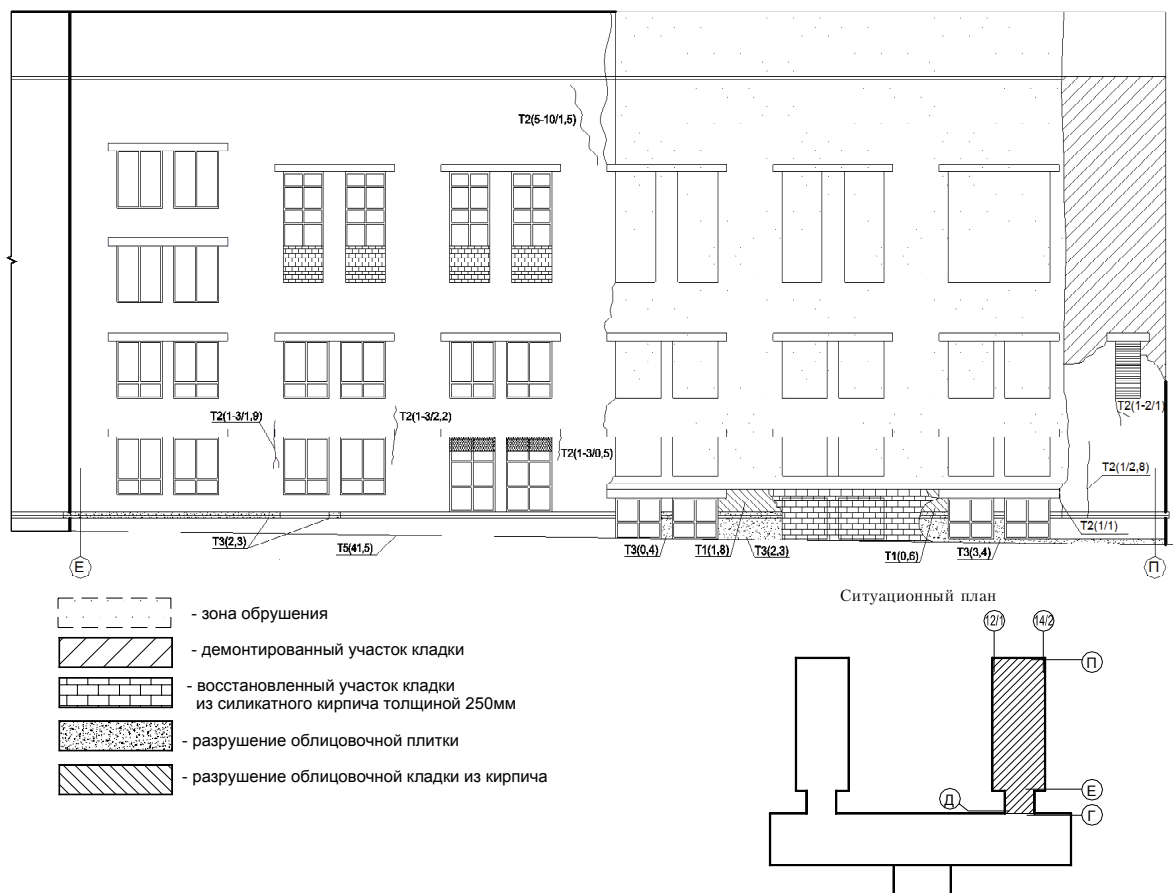 Т2(5-10/1,5)
Т2(1-3/1,9)
Т2(1-3/2,2)
Т2(1-2/1)
Т2(1-3/0,5)
Т2(1/2,8)
Т2(1/1)
Т3(2,3)
Т5(41,5)
Т3(0,4)
Т1(1,8)
Т3(2,3)
Т1(0,6)
Т3(3,4)
Е
П
- зона обрушения
- демонтированный участок кладки
- восстановленный участок кладки
из силикатного кирпича толщиной 250мм
- разрушение облицовочной плитки
- разрушение облицовочной кладки из кирпича
Ситуационный план
12/1
14/2
П
Е
Д
Г